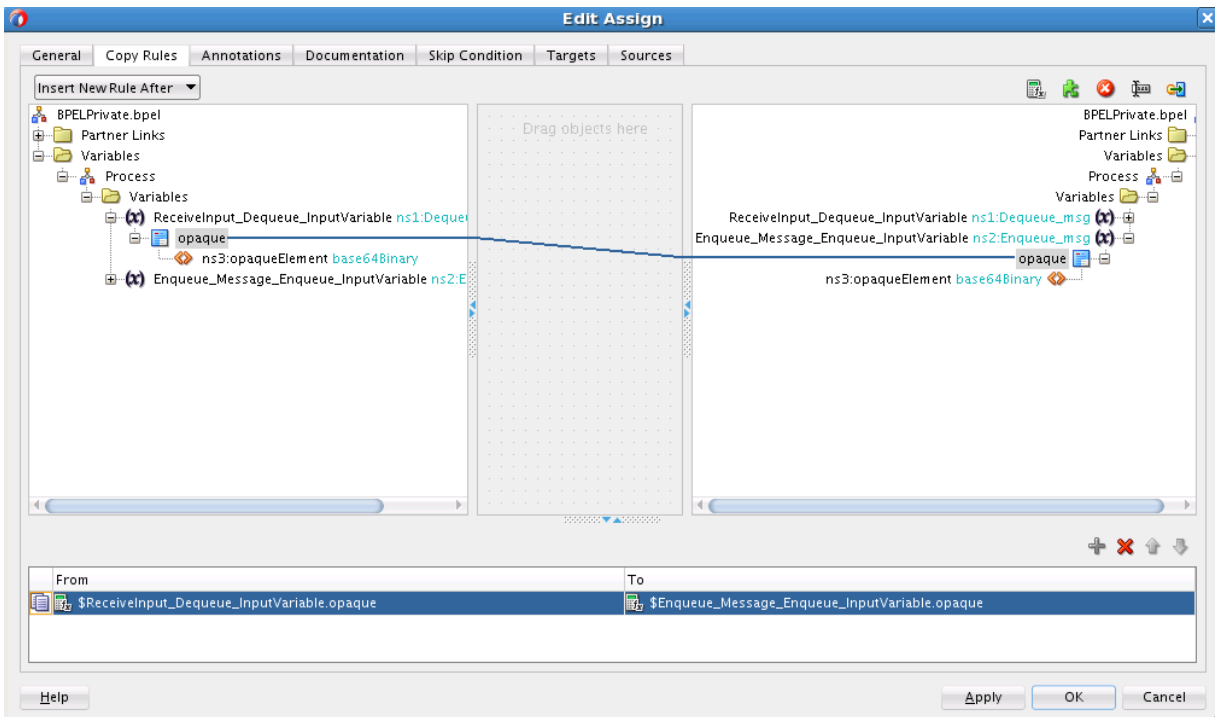 Edit Assign
General Copy Rules Annotations Documentation Skip Condition Targets Sources
Insert New Rule After
BPELPrivate.bpel
Partner Links
Variables
Process
Variables
ReceiveInput_Dequeue_InputVariable ns1:Deque
opaque
ns3:opaqueElement base64Binary
Enqueue_Message_Enqueue_InputVariable ns2:E
Drag objects here
BPELPrivate.bpel
Partner Links
Variables
Process
Variables
ReceiveInput_Dequeue_InputVariable ns1:Dequeue_msg
Enqueue_Message_Enqueue_InputVariable ns2:Enqueue_msg
opaque
ns3:opaqueElement base64Binary
From To
$ReceiveInput_Dequeue_InputVariable.opaque $Enqueue_Message_Enqueue_InputVariable.opaque
Help Apply OK Cancel